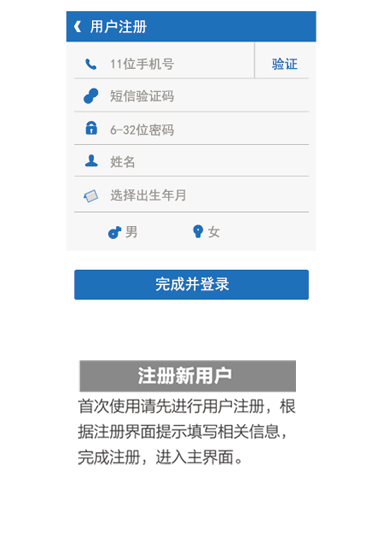 用户注册
11位手机号 验证
短信验证码
6-32位密码
姓名
选择出生年月
男 女
完成并登录
注册新用户
首次使用请先进行用户注册，根
据注册界面提示填写相关信息，
完成注册，进入主界面。